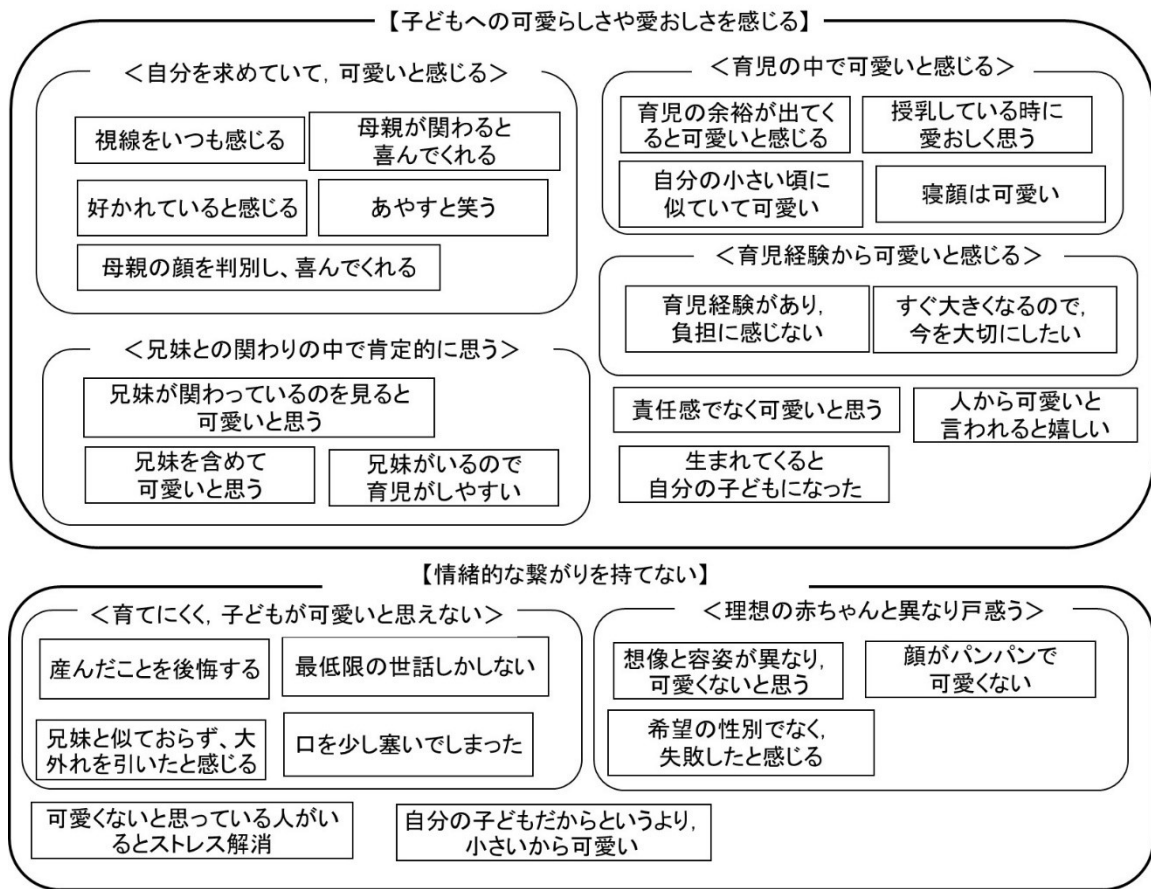 【子どもへの可愛らしさや愛おしさを感じる】
＜自分を求めていて，可愛いと感じる＞
視線をいつも感じる
母親が関わると
喜んでくれる
好かれていると感じる
あやすと笑う
母親の顔を判別し、喜んでくれる
＜育児の中で可愛いと感じる＞
育児の余裕が出てく
ると可愛いと感じる
授乳している時に
愛おしく思う
自分の小さい頃に
似ていて可愛い
寝顔は可愛い
＜育児経験から可愛いと感じる＞
育児経験があり，
負担に感じない
すぐ大きくなるので，
今を大切にしたい
＜兄妹との関わりの中で肯定的に思う＞
兄妹が関わっているのを見ると
可愛いと思う
兄妹を含めて
可愛いと思う
兄妹がいるので
育児がしやすい
責任感でなく可愛いと思う
人から可愛いと
言われると嬉しい
生まれてくると
自分の子どもになった
【情緒的な繋がりを持てない】
＜育てにくく，子どもが可愛いと思えない＞
産んだことを後悔する
最低限の世話しかしない
兄妹と似ておらず、大
外れを引いたと感じる
口を少し塞いでしまった
＜理想の赤ちゃんと異なり戸惑う＞
想像と容姿が異なり，
可愛くないと思う
顔がパンパンで
可愛くない
希望の性別でなく，
失敗したと感じる
可愛くないと思っている人がい
るとストレス解消
自分の子どもだからというより，
小さいから可愛い